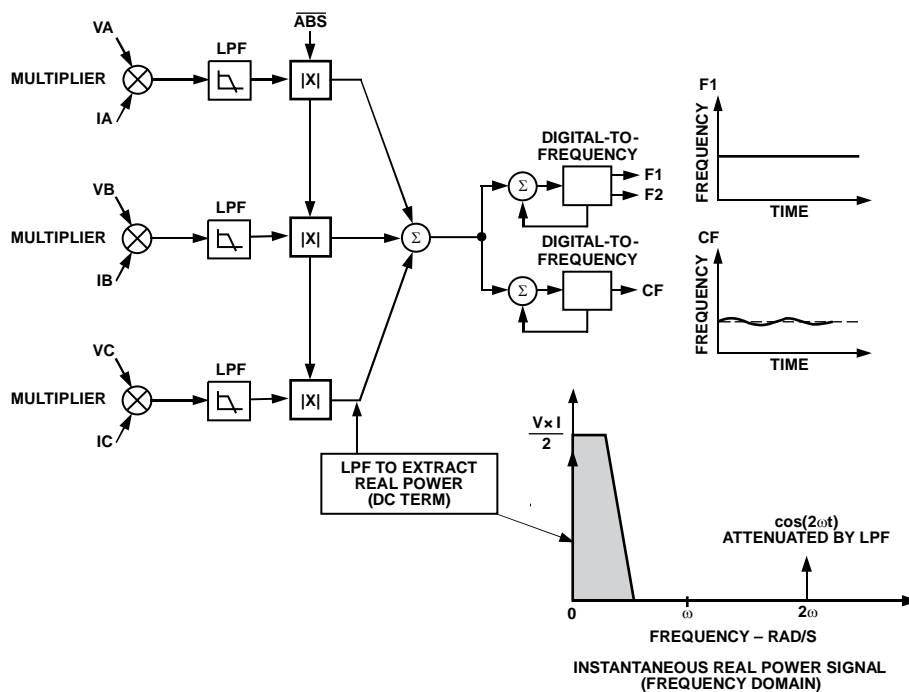 VA
MULTIPLIER
IA
LPF
ABS
|X|
VB
MULTIPLIER
IB
LPF
|X|
Σ
VC
MULTIPLIER
IC
LPF
|X|
DIGITAL-TO-
FREQUENCY
Σ
F1
F2
DIGITAL-TO-
FREQUENCY
Σ
CF
F1
FREQUENCY
TIME
CF
FREQUENCY
TIME
LPF TO EXTRACT
REAL POWER
(DC TERM)
V × I
2
cos(2ωt)
ATTENUATED BY LPF
0
ω
2ω
FREQUENCY – RAD/S
INSTANTANEOUS REAL POWER SIGNAL
(FREQUENCY DOMAIN)